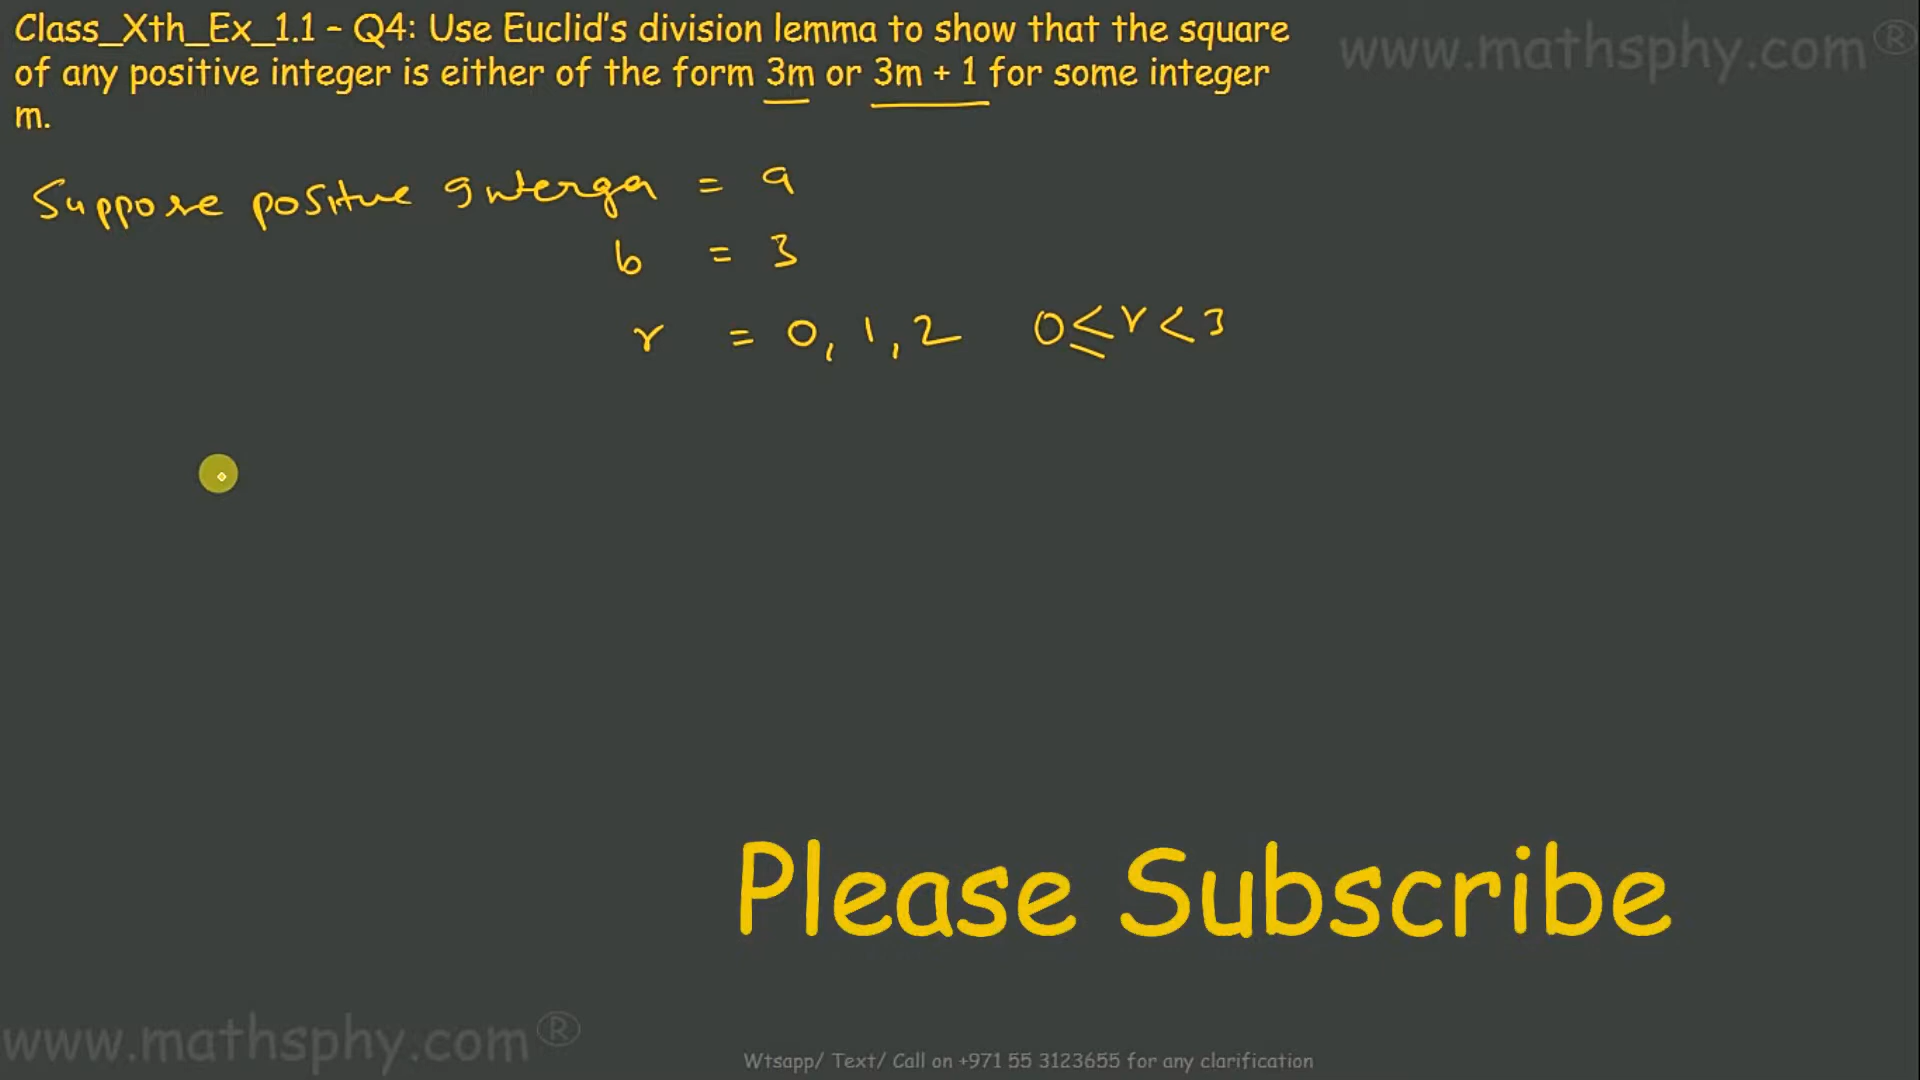 Class_Xth_Ex_1.1 – Q4: Use Euclid's division lemma to show that the square
of any positive integer is either of the form 3m or 3m + 1 for some integer
m.
www.mathsphy.com®
Suppose positive Interger = a
b = 3
r = 0, 1, 2 0 ≤ r < 3
Please Subscribe
www.mathsphy.com®
Wtsapp/ Text/ Call on +971 55 3123655 for any clarification